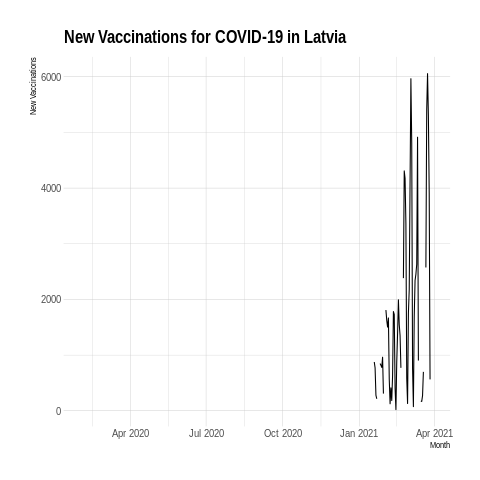 New Vaccinations for COVID-19 in Latvia
New Vaccinations
6000
4000
2000
0
Apr 2020 Jul 2020 Oct 2020 Jan 2021 Apr 2021
Month